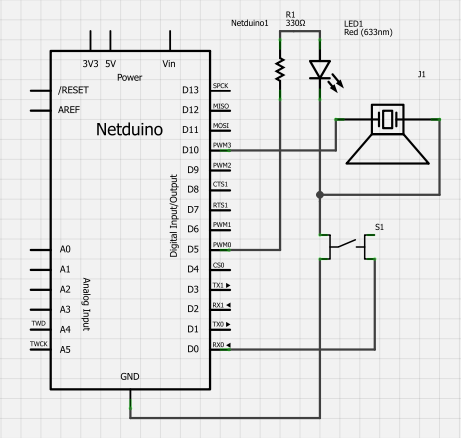 Netduino1
R1
330Ω
LED1
Red (633nm)
J1
3V3 5V Vin
Power
/RESET
AREF
Netduino
D13 SPCK
D12 MISO
D11 MOSI
D10 PWM3
D9 PWM2
D8 CTS1
D7 RTS1
D6 PWM1
D5 PWM0
D4 CS0
D3 TX1
D2 RX1
D1 TX0
D0 RX0
Digital Input/Output
S1
A0
A1
A2
A3
TWD A4
TWCK A5
Analog Input
GND